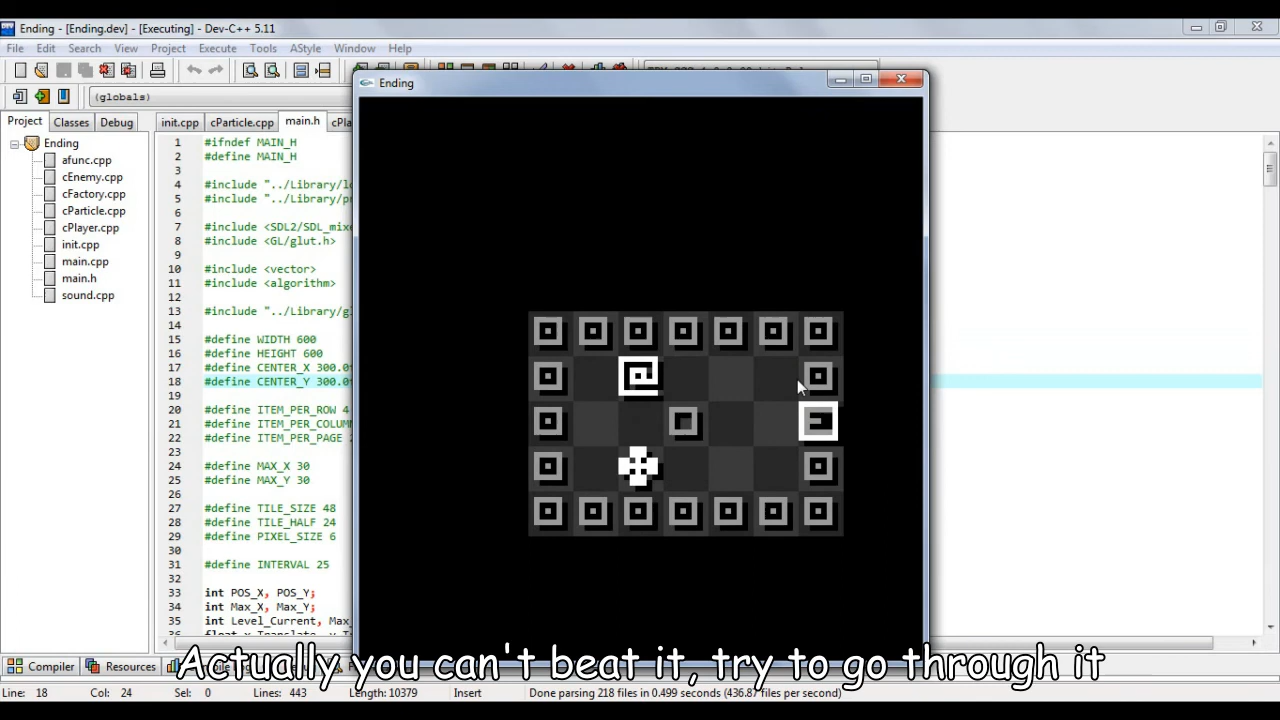 Ending - [Ending.dev] - [Executing] - Dev-C++ 5.11
File Edit Search View Project Execute Tools AStyle Window Help
(globals)
Ending
Project Classes Debug
init.cpp cParticle.cpp main.h
Ending
afunc.cpp
cEnemy.cpp
cFactory.cpp
cParticle.cpp
cPlayer.cpp
init.cpp
main.cpp
main.h
sound.cpp
1 #ifndef MAIN_H
2 #define MAIN_H
3
4 #include "../Library/
5 #include "../Library/
6
7 #include <SDL2/SDL_mix
8 #include <GL/glut.h>
9
10 #include <vector>
11 #include <algorithm>
12
13 #include "../Library/
14
15 #define WIDTH 600
16 #define HEIGHT 600
17 #define CENTER_X 300.0
18 #define CENTER_Y 300.0
19
20 #define ITEM_PER_ROW 4
21 #define ITEM_PER_COLUM
22 #define ITEM_PER_PAGE
23
24 #define MAX_X 30
25 #define MAX_Y 30
26
27 #define TILE_SIZE 48
28 #define TILE_HALF 24
29 #define PIXEL_SIZE 6
30
31 #define INTERVAL 25
32
33 int POS_X, POS_Y;
34 int Max_X, Max_Y;
35 int Level_Current, Max
Compiler Resources
Actually you can't beat it, try to go through it
Line: 18 Col: 24 Sel: 0 Lines: 443 Length: 10379 Insert Done parsing 218 files in 0.499 seconds (436.87 files per second)